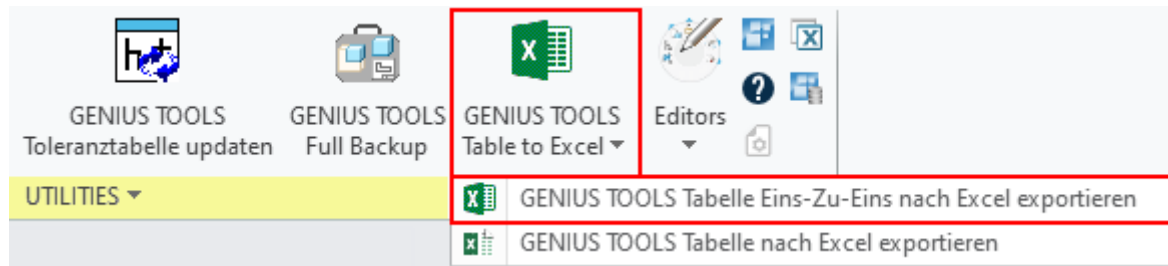 GENIUS TOOLS
Toleranztabelle updaten
GENIUS TOOLS
Full Backup
GENIUS TOOLS
Table to Excel
Editors
UTILITIES
GENIUS TOOLS Tabelle Eins-Zu-Eins nach Excel exportieren
GENIUS TOOLS Tabelle nach Excel exportieren